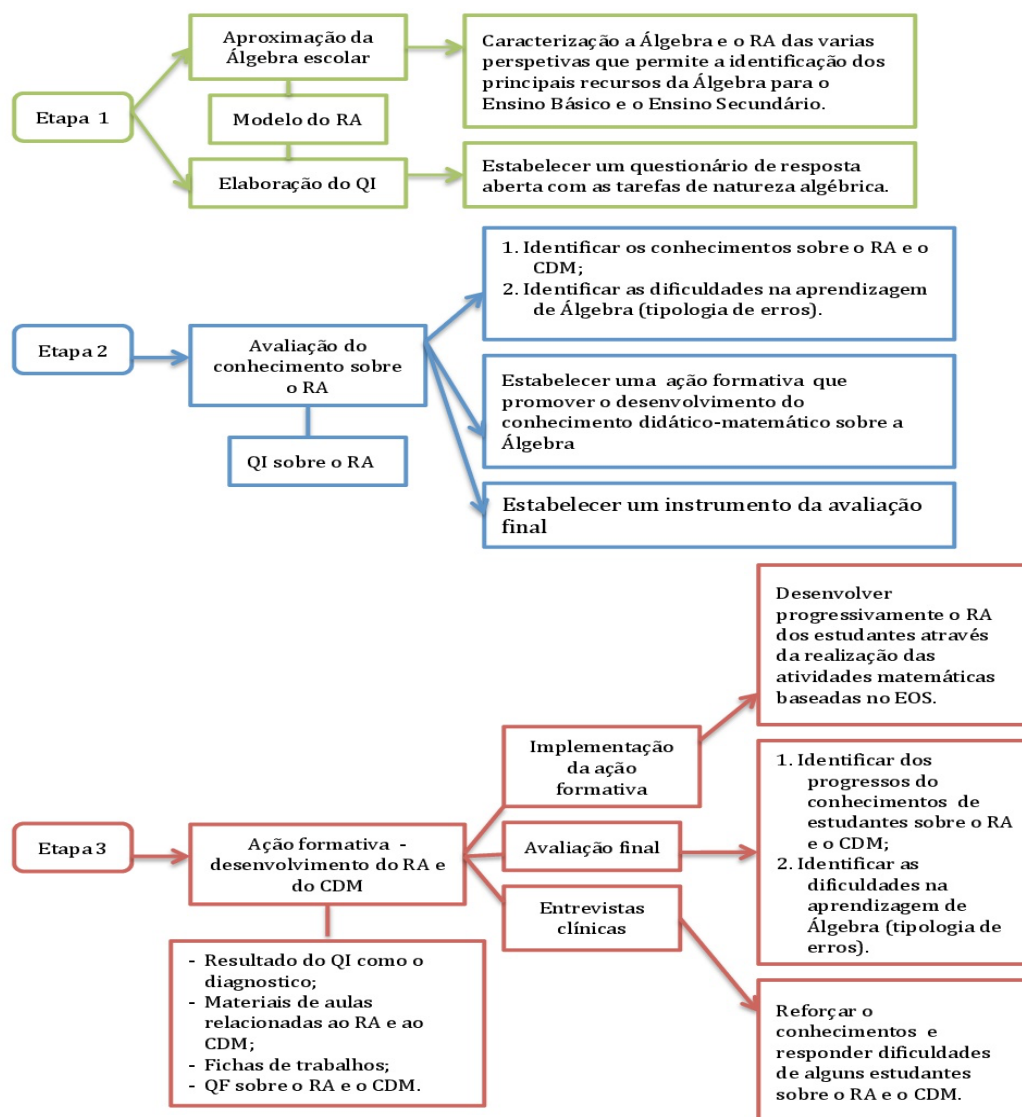 Etapa 1
Aproximação da
Álgebra escolar
Modelo do RA
Elaboração do QI
Caracterização a Álgebra e o RA das varias
perspetivas que permite a identificação dos
principais recursos da Álgebra para o
Ensino Básico e o Ensino Secundário.
Estabelecer um questionário de resposta
aberta com as tarefas de natureza algébrica.
Etapa 2
Avaliação do
conhecimento sobre
o RA
QI sobre o RA
1. Identificar os conhecimentos sobre o RA e o
CDM;
2. Identificar as dificuldades na aprendizagem
de Álgebra (tipologia de erros).
Estabelecer uma ação formativa que
promover o desenvolvimento do
conhecimento didático-matemático sobre a
Álgebra
Estabelecer um instrumento da avaliação
final
Etapa 3
Ação formativa -
desenvolvimento do RA e
do CDM
- Resultado do QI como o
diagnostico;
- Materiais de aulas
relacionadas ao RA e ao
CDM;
- Fichas de trabalhos;
- QF sobre o RA e o CDM.
Implementação
da ação
formativa
Avaliação final
Entrevistas
clínicas
Desenvolver
progressivamente o RA
dos estudantes através
da realização das
atividades matemáticas
baseadas no EOS.
1. Identificar dos
progressos do
conhecimentos de
estudantes sobre o RA
e o CDM;
2. Identificar as
dificuldades na
aprendizagem de
Álgebra (tipologia de
erros).
Reforçar o
conhecimentos e
responder dificuldades
de alguns estudantes
sobre o RA e o CDM.